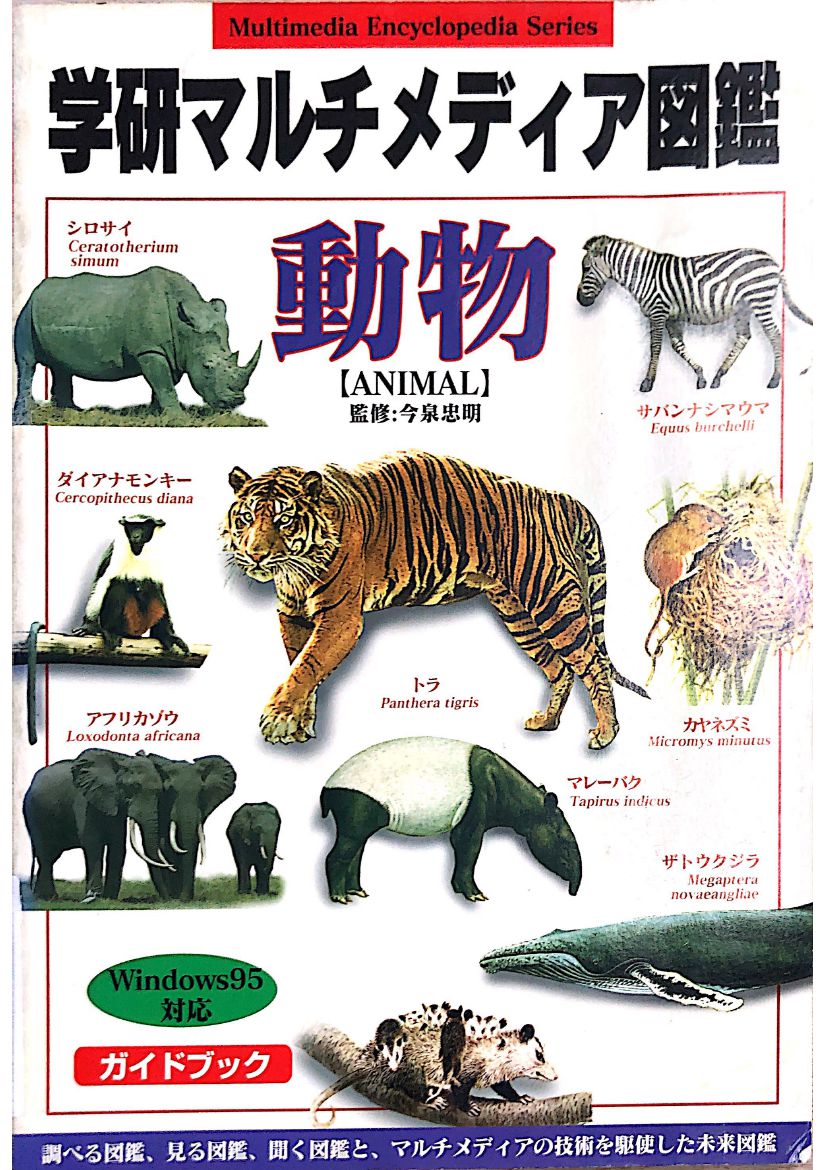 Multimedia Encyclopedia Series
学研マルチメディア図鑑
動物
【ANIMAL】
監修:今泉忠明
シロサイ
Ceratotherium
simum
サバンナシマウマ
Equus burchelli
ダイアナモンキー
Cercopithecus diana
トラ
Panthera tigris
カヤネズミ
Micromys minutus
アフリカゾウ
Loxodonta africana
マレーバク
Tapirus indicus
ザトウクジラ
Megaptera
novaeangliae
Windows95
対応
ガイドブック
調べる図鑑、見る図鑑、聞く図鑑と、マルチメディアの技術を駆使した未来図鑑